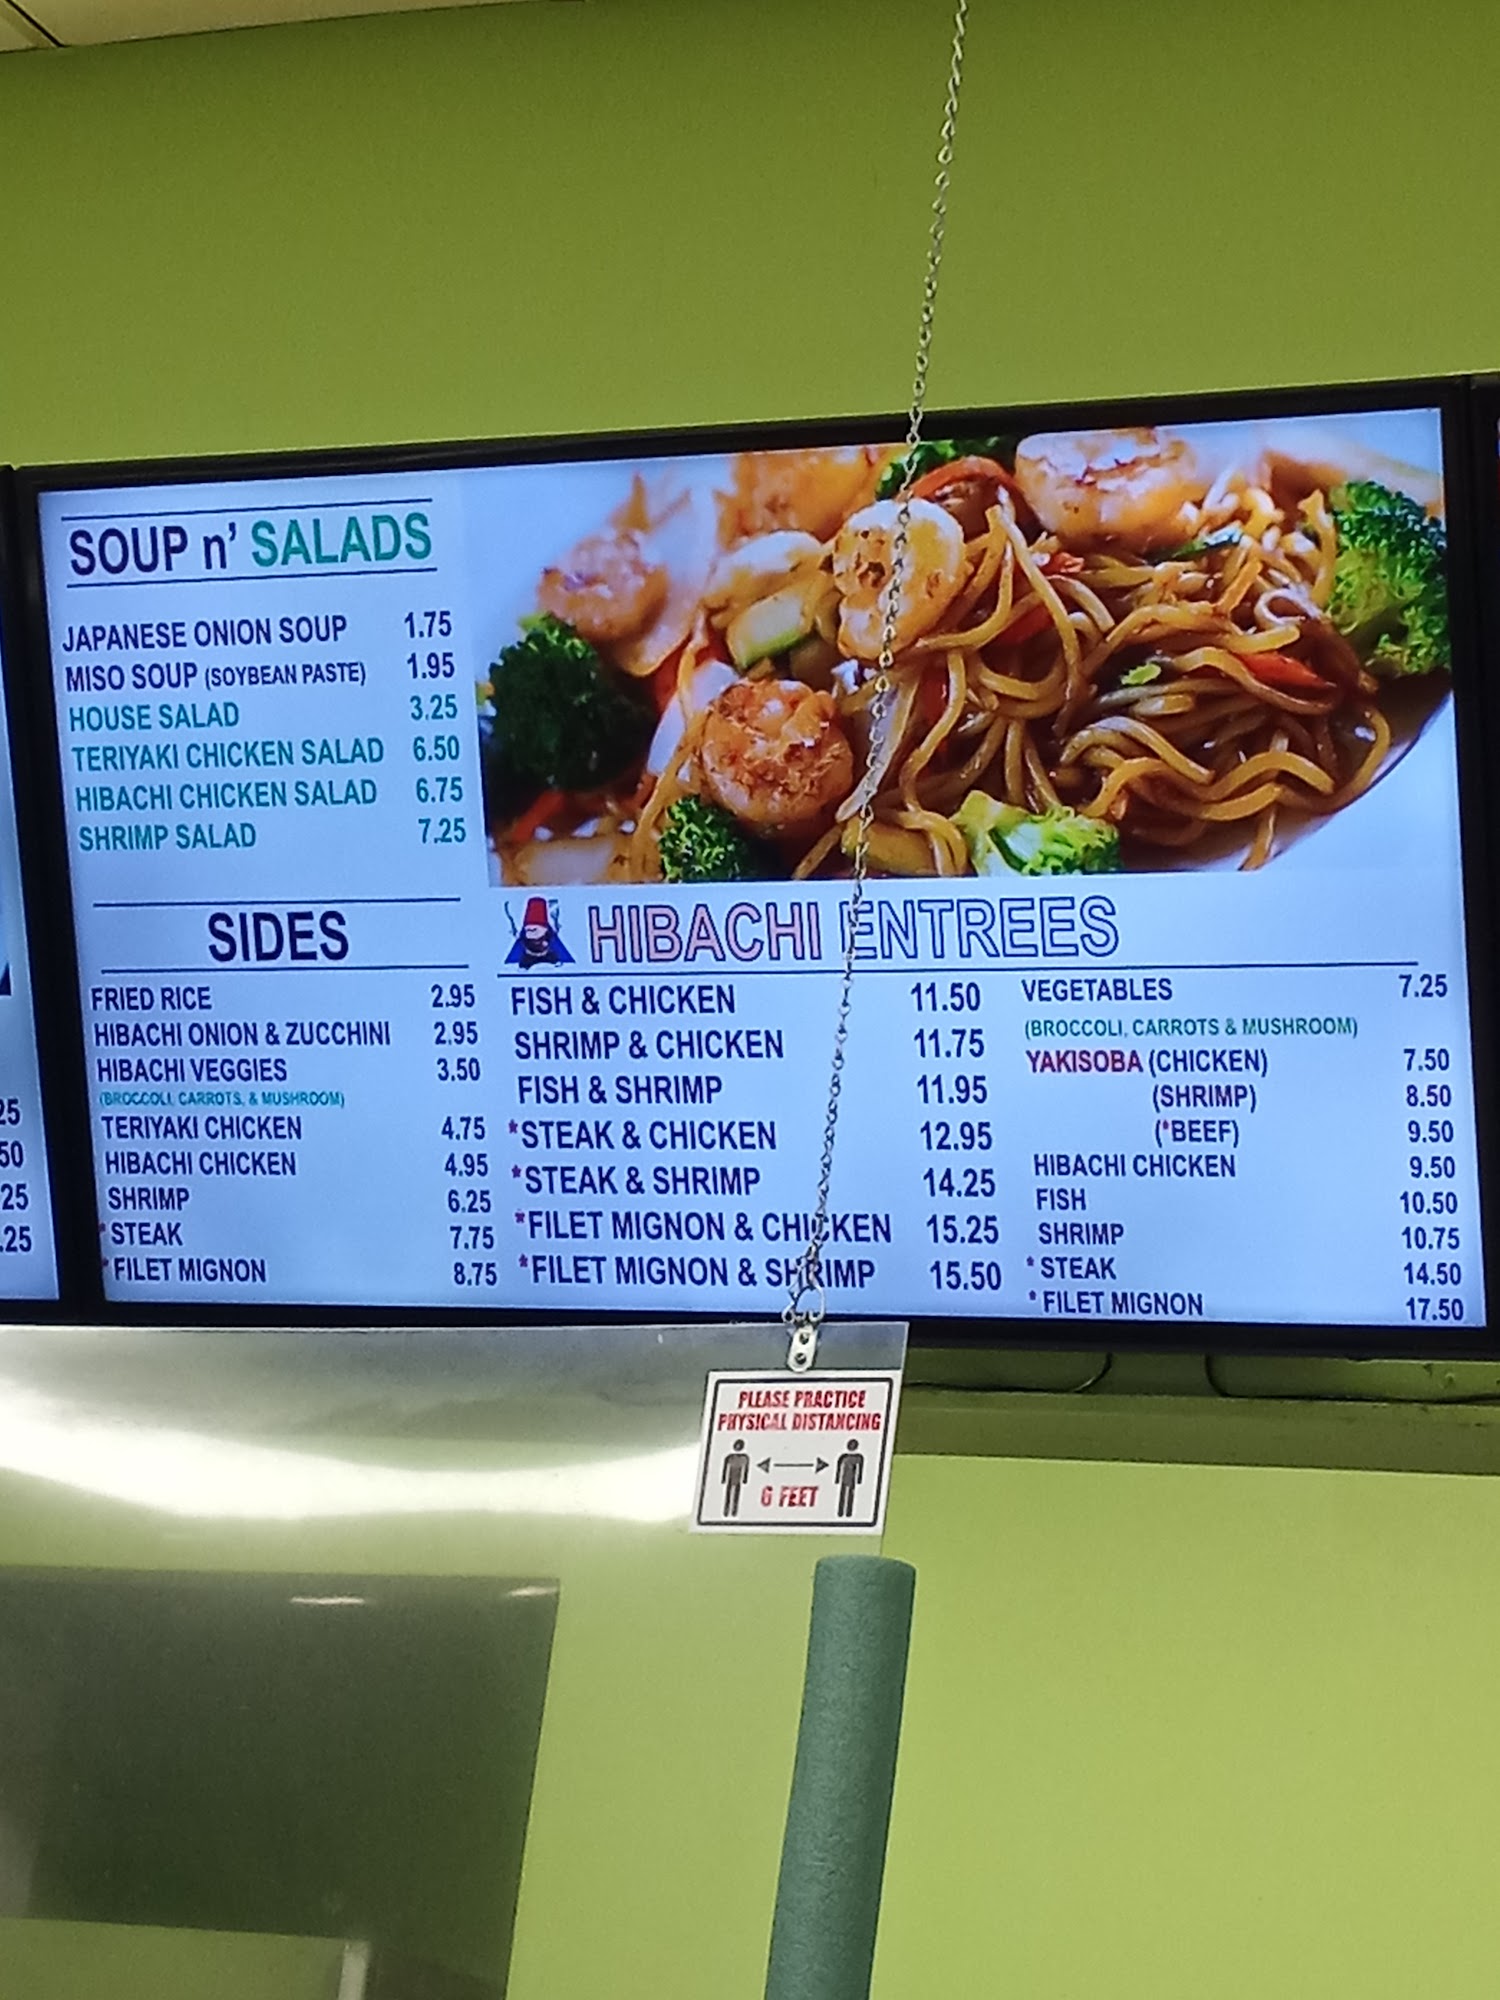 SOUP n' SALADS
JAPANESE ONION SOUP 1.75
MISO SOUP (SOYBEAN PASTE) 1.95
HOUSE SALAD 3.25
TERIYAKI CHICKEN SALAD 6.50
HIBACHI CHICKEN SALAD 6.75
SHRIMP SALAD 7.25
SIDES
FRIED RICE 2.95
HIBACHI ONION & ZUCCHINI 2.95
HIBACHI VEGGIES 3.50
(BROCCOLI, CARROTS, & MUSHROOM)
TERIYAKI CHICKEN 4.75
HIBACHI CHICKEN 4.95
SHRIMP 6.25
*STEAK 7.75
*FILET MIGNON 8.75
HIBACHI ENTREES
FISH & CHICKEN 11.50
SHRIMP & CHICKEN 11.75
FISH & SHRIMP 11.95
*STEAK & CHICKEN 12.95
*STEAK & SHRIMP 14.25
*FILET MIGNON & CHICKEN 15.25
*FILET MIGNON & SHRIMP 15.50
VEGETABLES 7.25
(BROCCOLI, CARROTS & MUSHROOM)
YAKISOBA (CHICKEN) 7.50
(SHRIMP) 8.50
(*BEEF) 9.50
HIBACHI CHICKEN 9.50
FISH 10.50
SHRIMP 10.75
* STEAK 14.50
* FILET MIGNON 17.50
25
50
25
.25
PLEASE PRACTICE
PHYSICAL DISTANCING
6 FEET